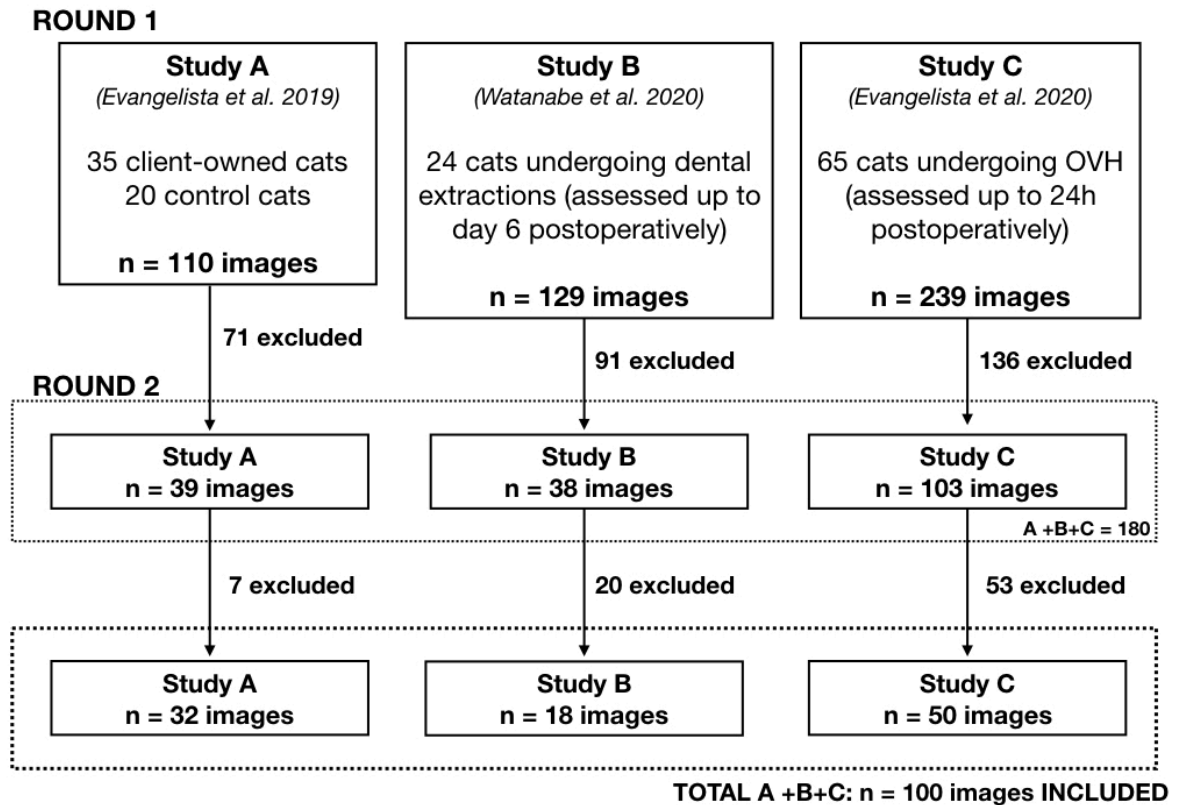 ROUND 1
Study A
(Evangelista et al. 2019)
35 client-owned cats
20 control cats
n = 110 images
Study B
(Watanabe et al. 2020)
24 cats undergoing dental
extractions (assessed up to
day 6 postoperatively)
n = 129 images
Study C
(Evangelista et al. 2020)
65 cats undergoing OVH
(assessed up to 24h
postoperatively)
n = 239 images
71 excluded
91 excluded
136 excluded
ROUND 2
Study A
n = 39 images
Study B
n = 38 images
Study C
n = 103 images
A +B+C = 180
7 excluded
20 excluded
53 excluded
Study A
n = 32 images
Study B
n = 18 images
Study C
n = 50 images
TOTAL A +B+C: n = 100 images INCLUDED